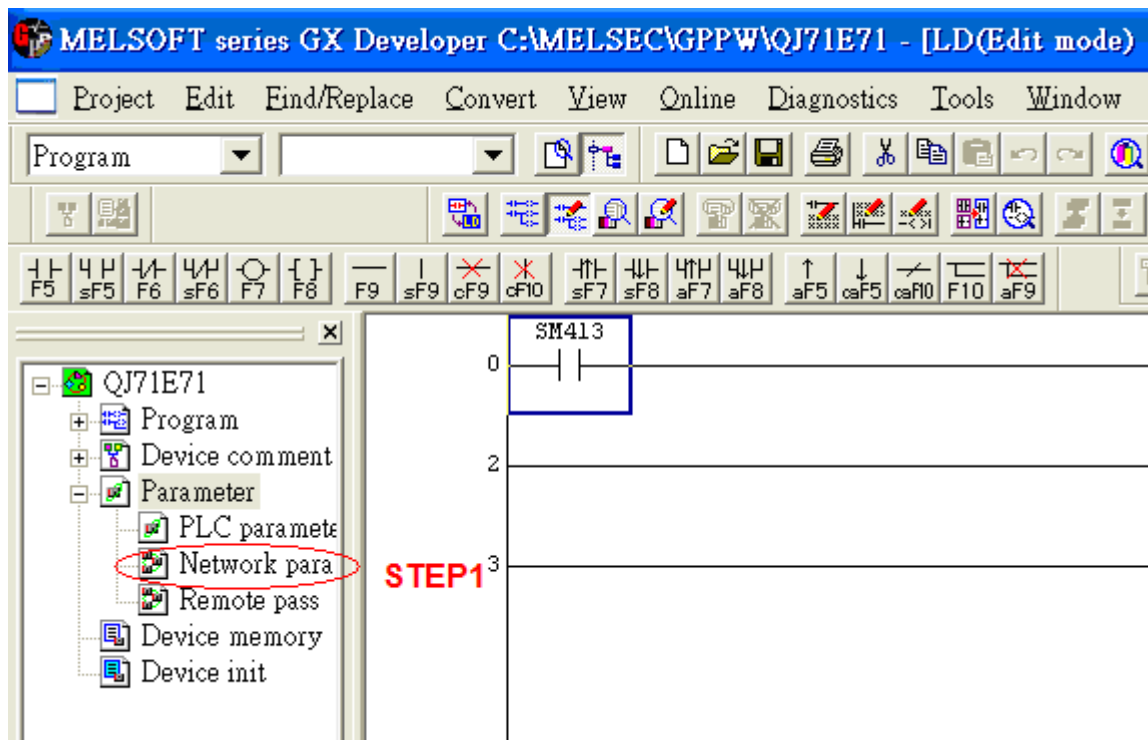 MELSOFT series GX Developer C:\MELSEC\GPPW\QJ71E71 - [LD(Edit mode)
Project Edit Find/Replace Convert View Online Diagnostics Tools Window
Program
F5 sF5 F6 sF6 F7 F8 F9 sF9 cF9 cF10 sF7 sF8 aF7 aF8 aF5 caF5 caF10 F10 aF9
SM413
0
QJ71E71
Program
2
Device comment
Parameter
PLC paramete
Network para
STEP1
3
Remote pass
Device memory
Device init